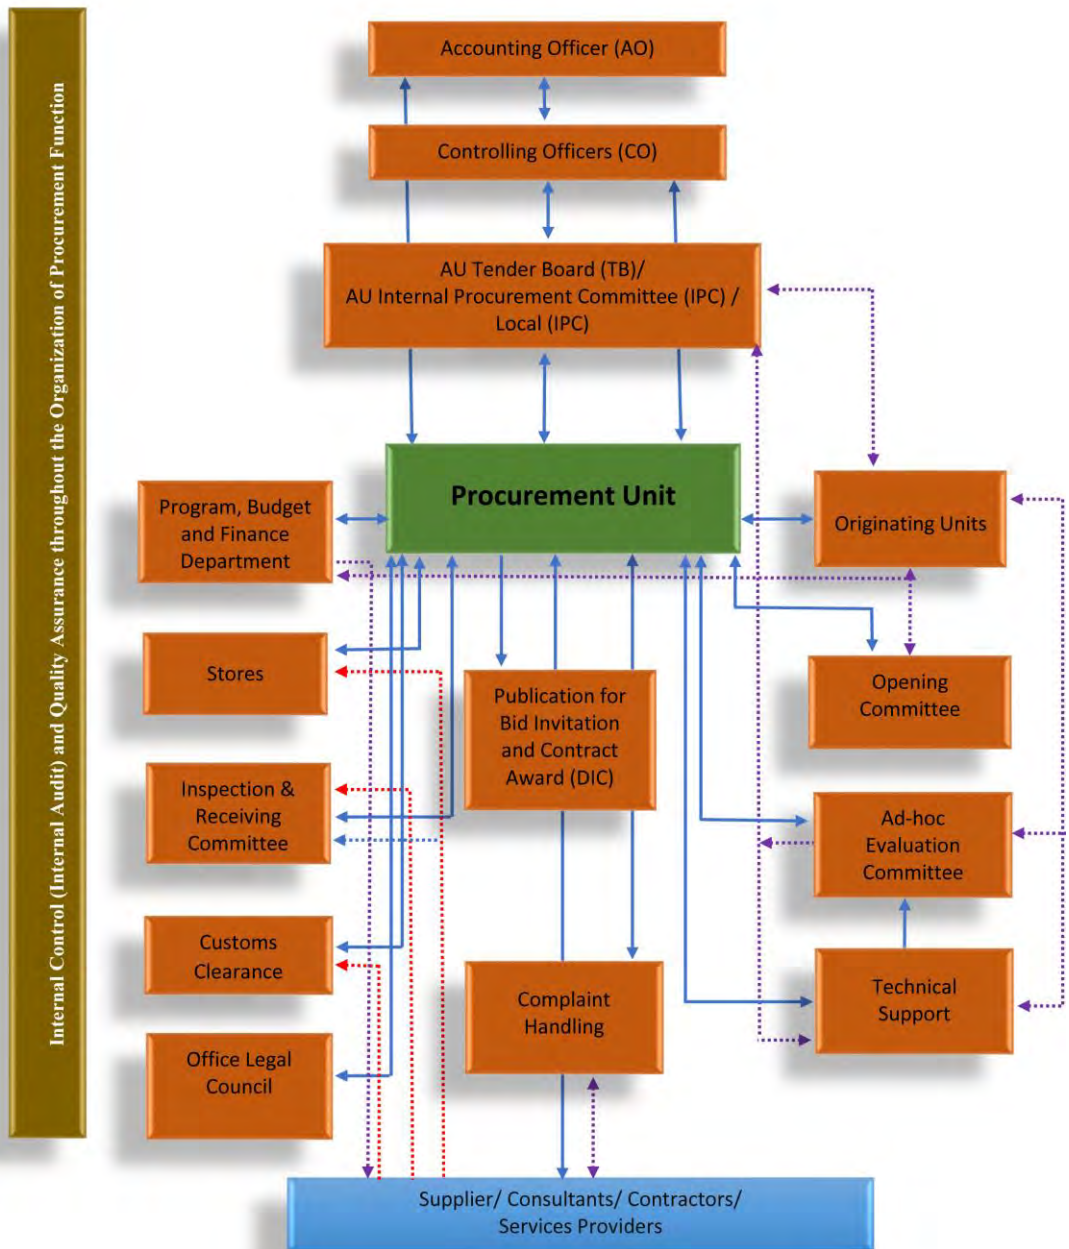 Internal Control (Internal Audit) and Quality Assurance throughout the Organization of Procurement Function
Accounting Officer (AO)
Controlling Officers (CO)
AU Tender Board (TB)/
AU Internal Procurement Committee (IPC) /
Local (IPC)
Procurement Unit
Program, Budget
and Finance
Department
Originating Units
Stores
Publication for
Bid Invitation
and Contract
Award (DIC)
Opening
Committee
Inspection &
Receiving
Committee
Ad-hoc
Evaluation
Committee
Customs
Clearance
Complaint
Handling
Technical
Support
Office Legal
Council
Supplier/ Consultants/ Contractors/
Services Providers